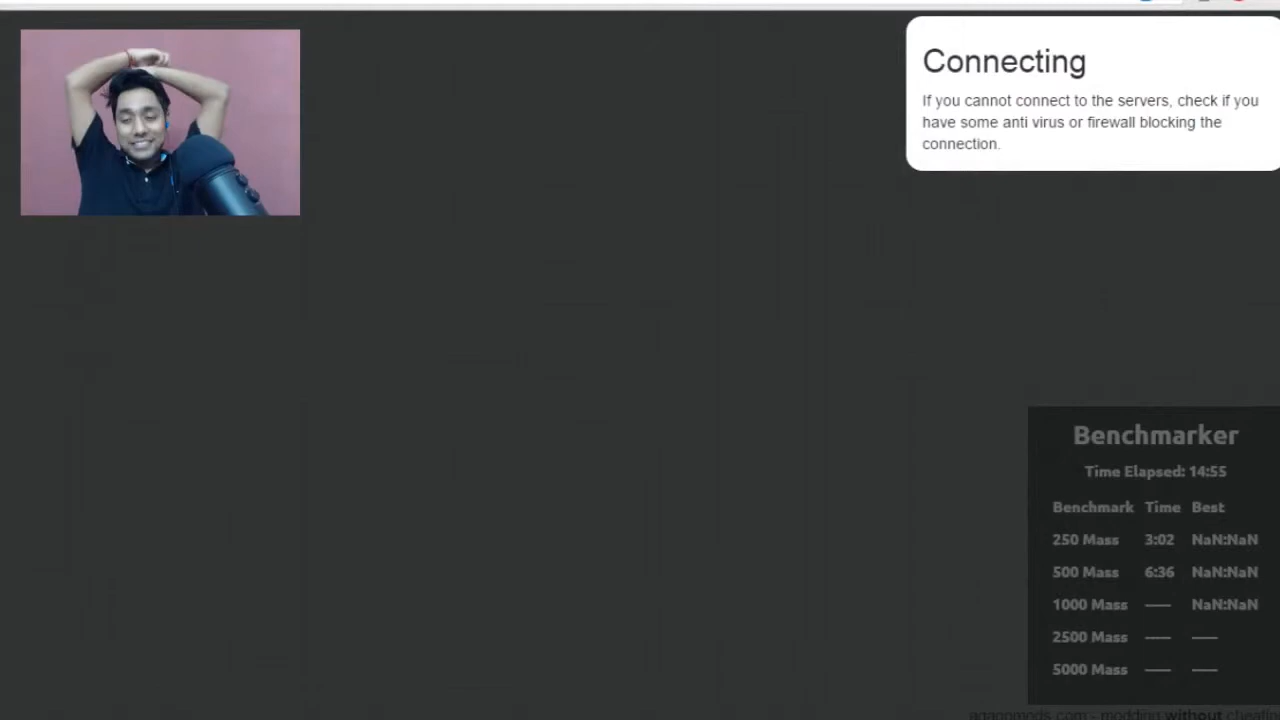 Connecting
If you cannot connect to the servers, check if you
have some anti virus or firewall blocking the
connection.
Benchmarker
Time Elapsed: 14:55
Benchmark Time Best
250 Mass 3:02 NaN:NaN
500 Mass 6:36 NaN:NaN
1000 Mass —— NaN:NaN
2500 Mass —— ——
5000 Mass —— ——
modding without